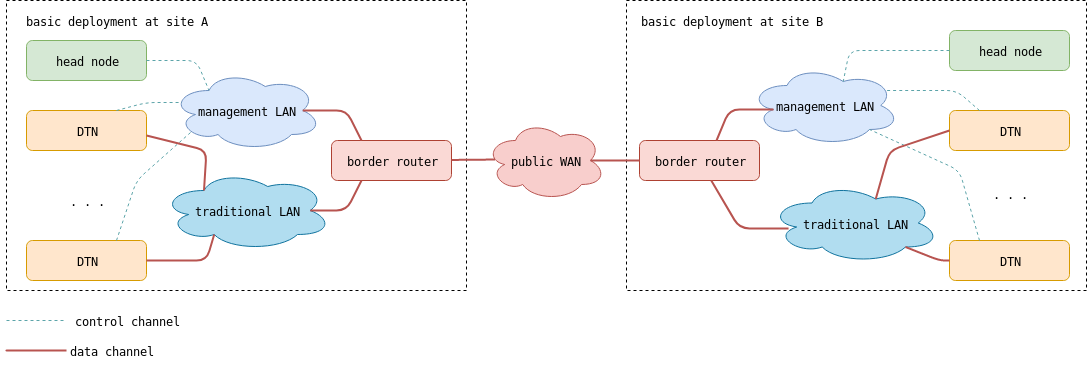 basic deployment at site A
head node
management LAN
DTN
border router
traditional LAN
. . .
DTN
public WAN
basic deployment at site B
head node
management LAN
DTN
border router
traditional LAN
. . .
DTN
control channel
data channel